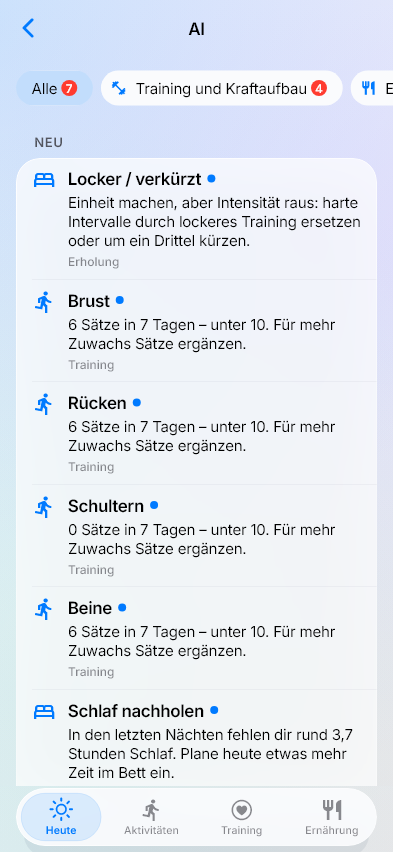 AI
Alle 7 Training und Kraftaufbau 4 E
NEU
Locker / verkürzt
Einheit machen, aber Intensität raus: harte
Intervalle durch lockeres Training ersetzen
oder um ein Drittel kürzen.
Erholung
Brust
6 Sätze in 7 Tagen – unter 10. Für mehr
Zuwachs Sätze ergänzen.
Training
Rücken
6 Sätze in 7 Tagen – unter 10. Für mehr
Zuwachs Sätze ergänzen.
Training
Schultern
0 Sätze in 7 Tagen – unter 10. Für mehr
Zuwachs Sätze ergänzen.
Training
Beine
6 Sätze in 7 Tagen – unter 10. Für mehr
Zuwachs Sätze ergänzen.
Training
Schlaf nachholen
In den letzten Nächten fehlen dir rund 3,7
Stunden Schlaf. Plane heute etwas mehr
Zeit im Bett ein.
Heute Aktivitäten Training Ernährung